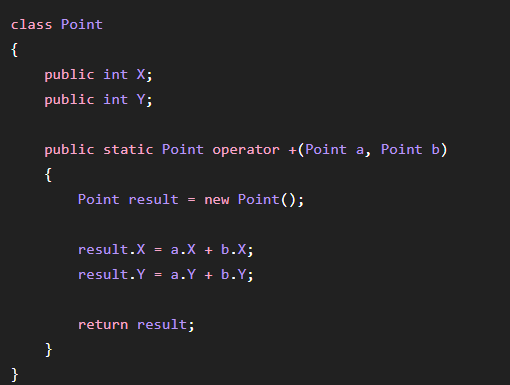 class Point
{
    public int X;
    public int Y;

    public static Point operator +(Point a, Point b)
    {
        Point result = new Point();

        result.X = a.X + b.X;
        result.Y = a.Y + b.Y;

        return result;
    }
}